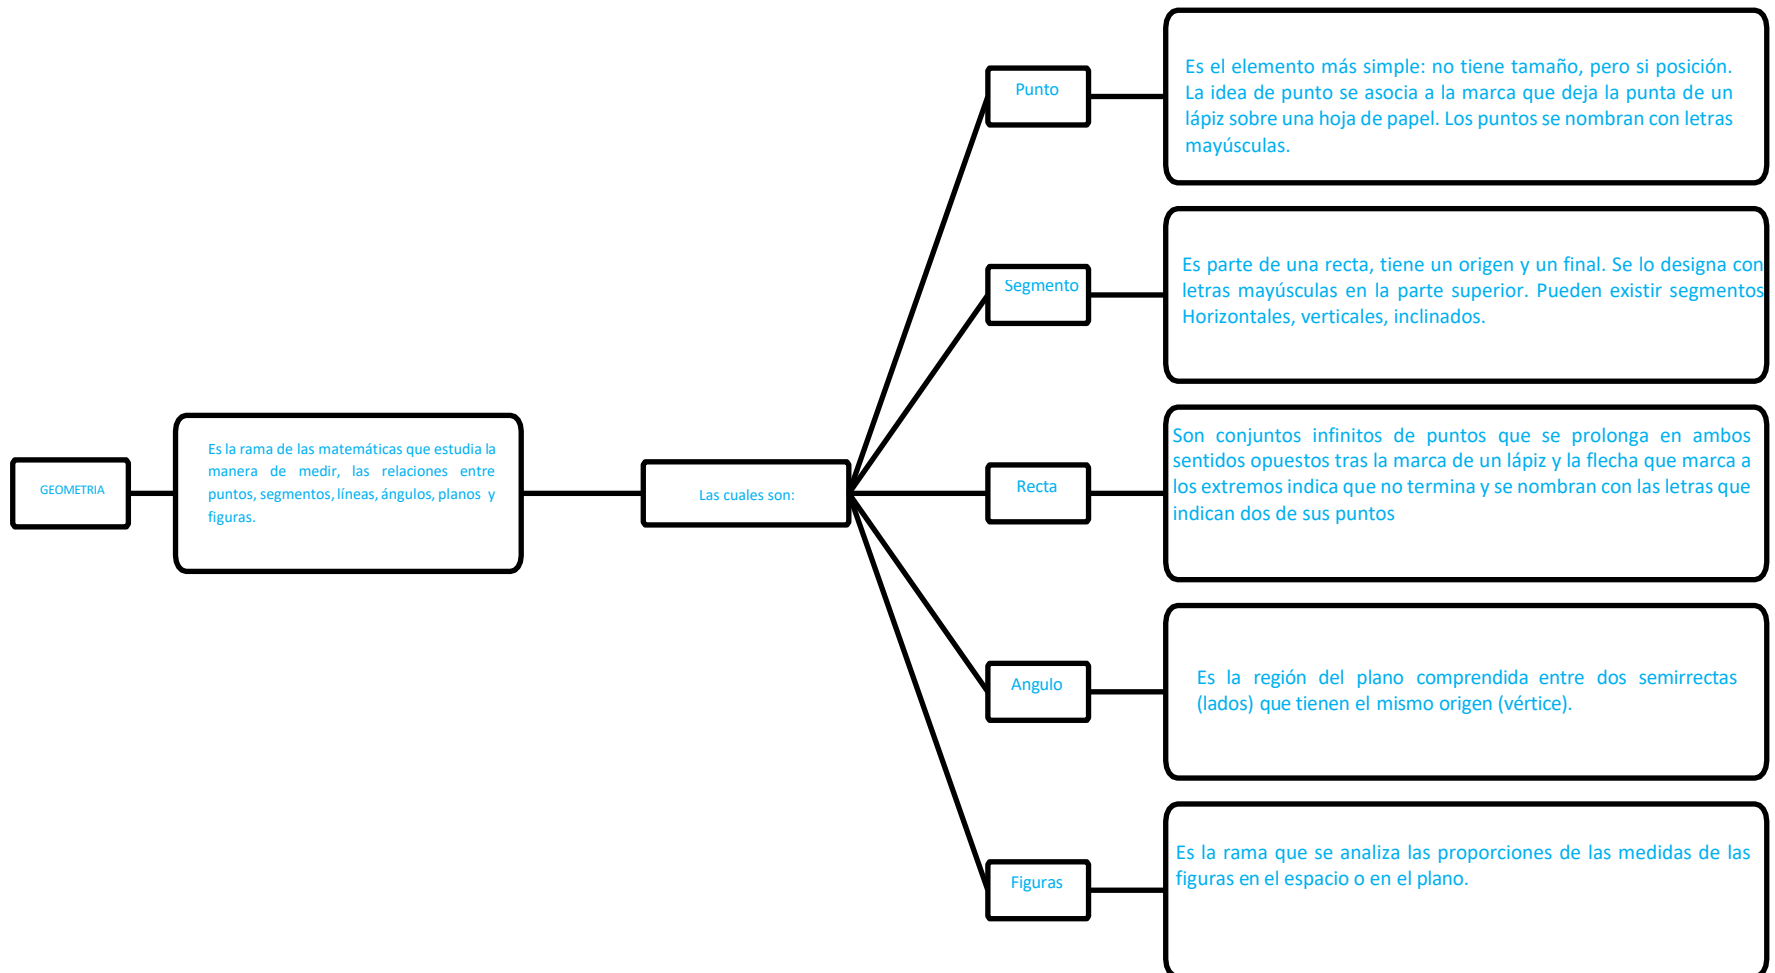 GEOMETRIA
Es la rama de las matemáticas que estudia la
manera de medir, las relaciones entre
puntos, segmentos, líneas, ángulos, planos y
figuras.
Las cuales son:
Punto
Es el elemento más simple: no tiene tamaño, pero si posición.
La idea de punto se asocia a la marca que deja la punta de un
lápiz sobre una hoja de papel. Los puntos se nombran con letras
mayúsculas.
Segmento
Es parte de una recta, tiene un origen y un final. Se lo designa con
letras mayúsculas en la parte superior. Pueden existir segmentos
Horizontales, verticales, inclinados.
Recta
Son conjuntos infinitos de puntos que se prolonga en ambos
sentidos opuestos tras la marca de un lápiz y la flecha que marca a
los extremos indica que no termina y se nombran con las letras que
indican dos de sus puntos
Angulo
Es la región del plano comprendida entre dos semirrectas
(lados) que tienen el mismo origen (vértice).
Figuras
Es la rama que se analiza las proporciones de las medidas de las
figuras en el espacio o en el plano.